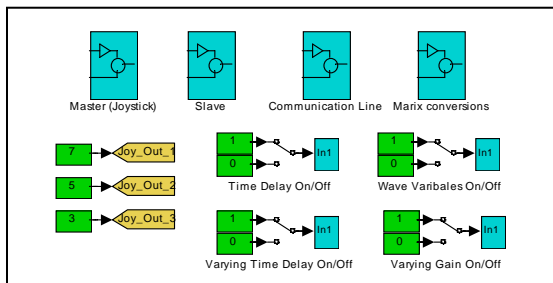 Master (Joystick) Slave Communication Line Marix conversions
7 Joy_Out_1 1 In1 1 In1
0 0
5 Joy_Out_2 Time Delay On/Off Wave Varibales On/Off
3 Joy_Out_3 1 In1 1 In1
0 0
Varying Time Delay On/Off Varying Gain On/Off